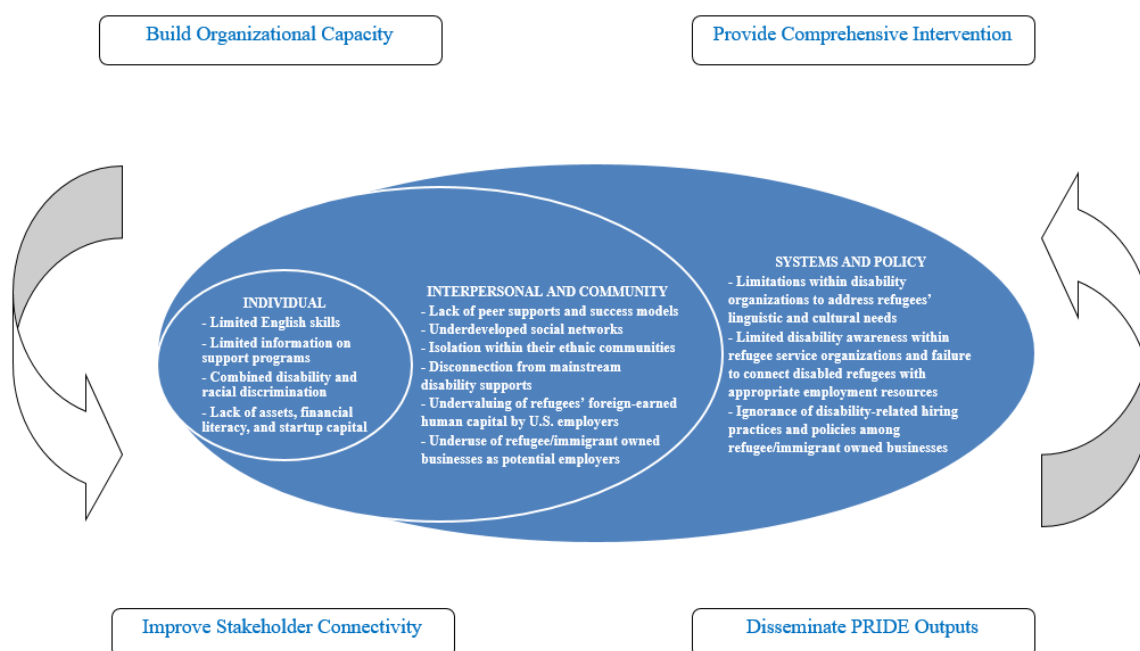 Build Organizational Capacity
Provide Comprehensive Intervention
INDIVIDUAL
- Limited English skills
- Limited information on
support programs
- Combined disability and
racial discrimination
- Lack of assets, financial
literacy, and startup capital
INTERPERSONAL AND COMMUNITY
- Lack of peer supports and success models
- Underdeveloped social networks
- Isolation within their ethnic communities
- Disconnection from mainstream
disability supports
- Undervaluing of refugees' foreign-earned
human capital by U.S. employers
- Underuse of refugee/immigrant owned
businesses as potential employers
SYSTEMS AND POLICY
- Limitations within disability
organizations to address refugees'
linguistic and cultural needs
- Limited disability awareness within
refugee service organizations and failure
to connect disabled refugees with
appropriate employment resources
- Ignorance of disability-related hiring
practices and policies among
refugee/immigrant owned businesses
Improve Stakeholder Connectivity
Disseminate PRIDE Outputs